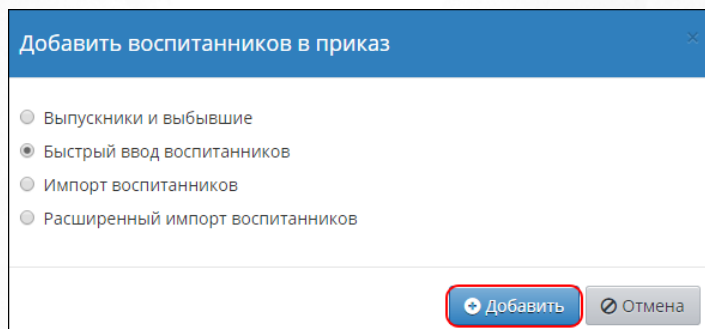 Добавить воспитанников в приказ
Выпускники и выбывшие
Быстрый ввод воспитанников
Импорт воспитанников
Расширенный импорт воспитанников
Добавить Отмена